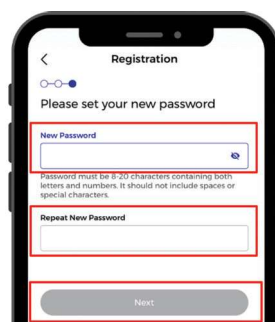 Registration
Please set your new password
New Password
Password must be 8-20 characters containing both
letters and numbers. It should not include spaces or
special characters.
Repeat New Password
Next